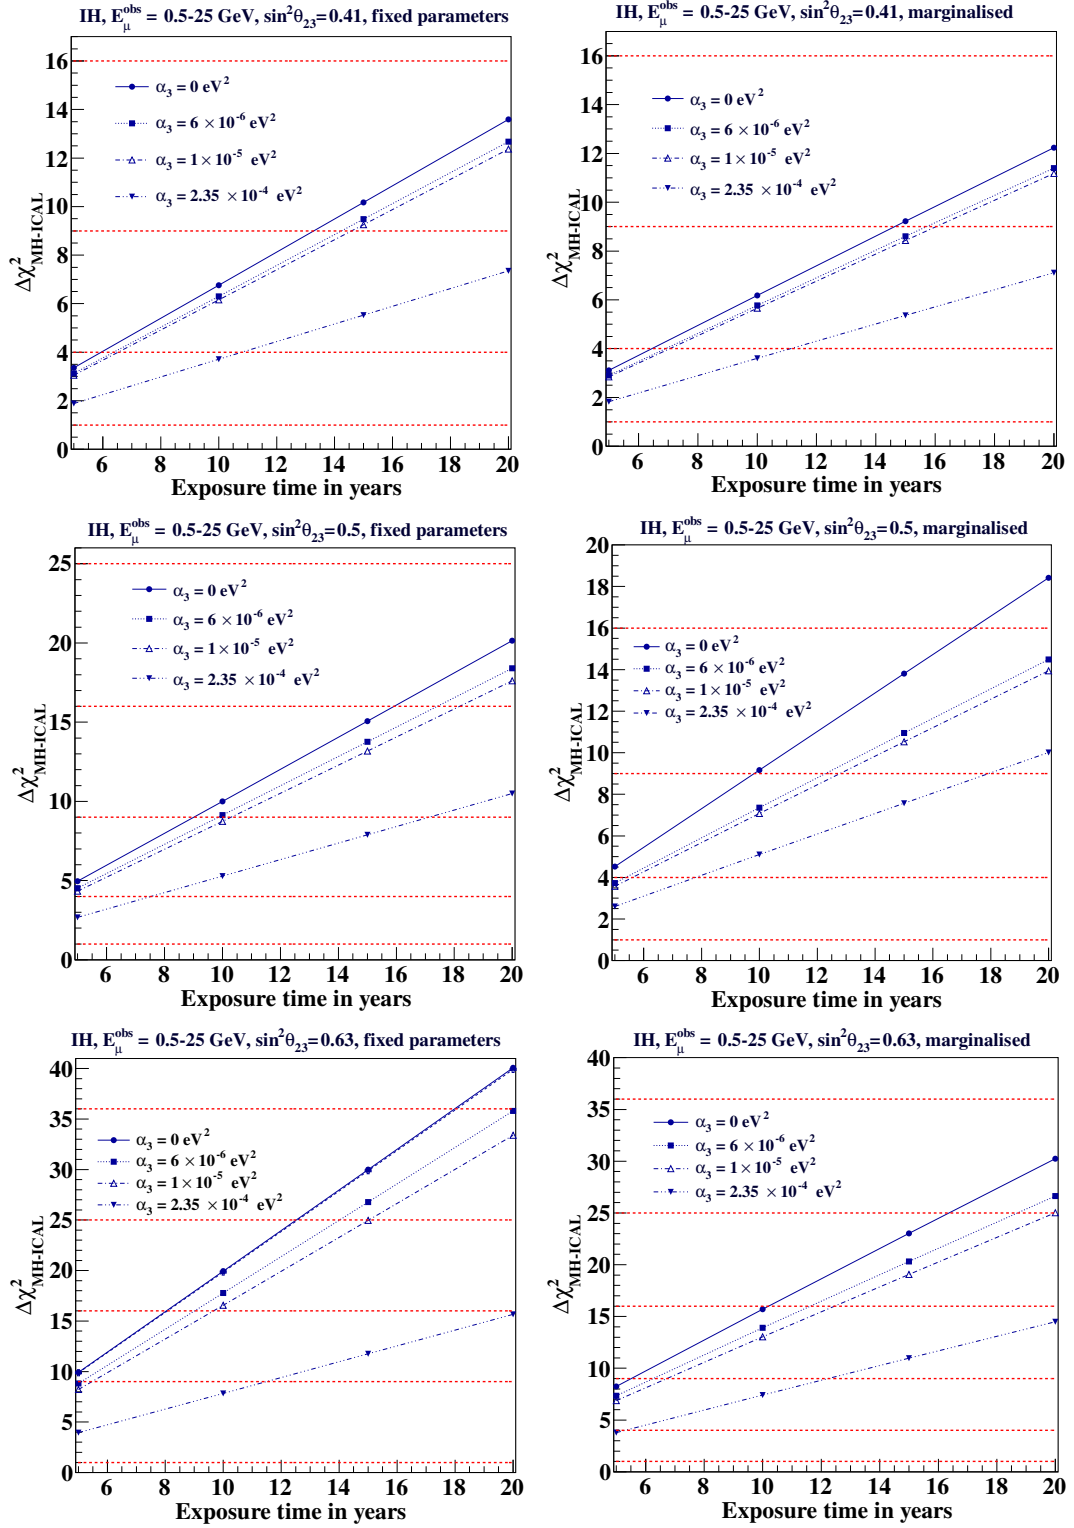 IH, E_μ^obs = 0.5-25 GeV, sin²θ₂₃=0.41, fixed parameters
Δχ²_MH-ICAL
16
14
12
10
8
6
4
2
0
α₃ = 0 eV²
α₃ = 6 × 10⁻⁶ eV²
α₃ = 1 × 10⁻⁵ eV²
α₃ = 2.35 × 10⁻⁴ eV²
6 8 10 12 14 16 18 20
Exposure time in years
IH, E_μ^obs = 0.5-25 GeV, sin²θ₂₃=0.41, marginalised
Δχ²_MH-ICAL
16
14
12
10
8
6
4
2
0
α₃ = 0 eV²
α₃ = 6 × 10⁻⁶ eV²
α₃ = 1 × 10⁻⁵ eV²
α₃ = 2.35 × 10⁻⁴ eV²
6 8 10 12 14 16 18 20
Exposure time in years
IH, E_μ^obs = 0.5-25 GeV, sin²θ₂₃=0.5, fixed parameters
Δχ²_MH-ICAL
25
20
15
10
5
0
α₃ = 0 eV²
α₃ = 6 × 10⁻⁶ eV²
α₃ = 1 × 10⁻⁵ eV²
α₃ = 2.35 × 10⁻⁴ eV²
6 8 10 12 14 16 18 20
Exposure time in years
IH, E_μ^obs = 0.5-25 GeV, sin²θ₂₃=0.5, marginalised
Δχ²_MH-ICAL
20
18
16
14
12
10
8
6
4
2
0
α₃ = 0 eV²
α₃ = 6 × 10⁻⁶ eV²
α₃ = 1 × 10⁻⁵ eV²
α₃ = 2.35 × 10⁻⁴ eV²
6 8 10 12 14 16 18 20
Exposure time in years
IH, E_μ^obs = 0.5-25 GeV, sin²θ₂₃=0.63, fixed parameters
Δχ²_MH-ICAL
40
35
30
25
20
15
10
5
0
α₃ = 0 eV²
α₃ = 6 × 10⁻⁶ eV²
α₃ = 1 × 10⁻⁵ eV²
α₃ = 2.35 × 10⁻⁴ eV²
6 8 10 12 14 16 18 20
Exposure time in years
IH, E_μ^obs = 0.5-25 GeV, sin²θ₂₃=0.63, marginalised
Δχ²_MH-ICAL
40
35
30
25
20
15
10
5
0
α₃ = 0 eV²
α₃ = 6 × 10⁻⁶ eV²
α₃ = 1 × 10⁻⁵ eV²
α₃ = 2.35 × 10⁻⁴ eV²
6 8 10 12 14 16 18 20
Exposure time in years